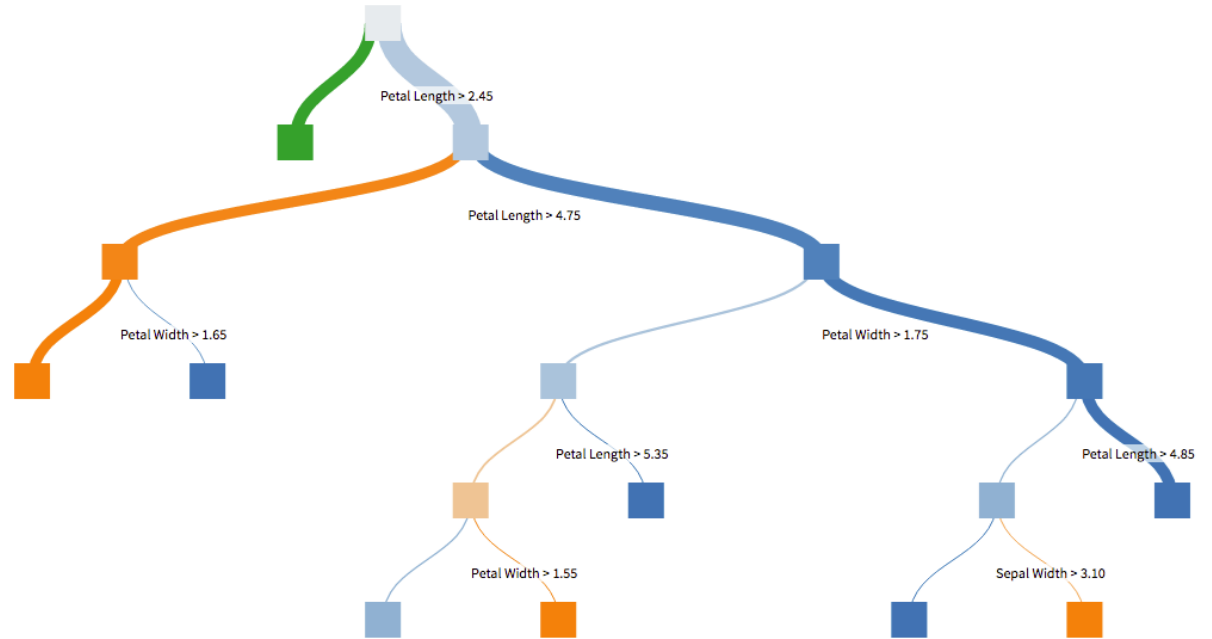 Petal Length > 2.45
Petal Length > 4.75
Petal Width > 1.65
Petal Width > 1.75
Petal Length > 5.35
Petal Length > 4.85
Petal Width > 1.55
Sepal Width > 3.10